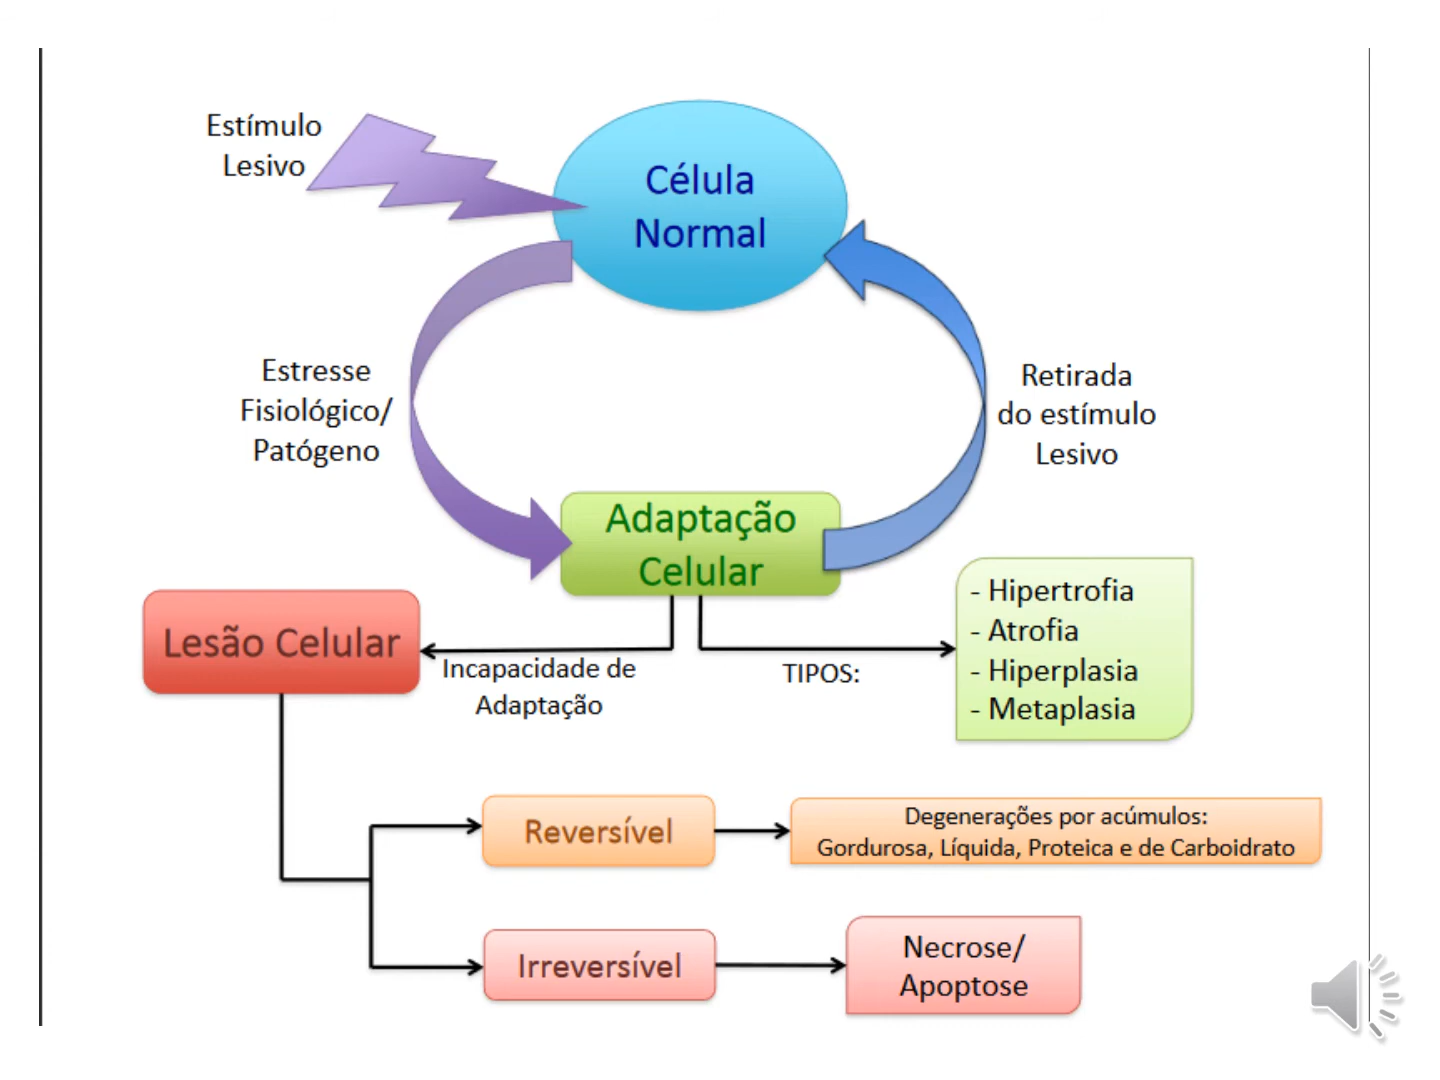 Estímulo
Lesivo
Célula
Normal
Estresse
Fisiológico/
Patógeno
Retirada
do estímulo
Lesivo
Adaptação
Celular
Lesão Celular
Incapacidade de
Adaptação
TIPOS:
- Hipertrofia
- Atrofia
- Hiperplasia
- Metaplasia
Reversível
Degenerações por acúmulos:
Gordurosa, Líquida, Proteica e de Carboidrato
Irreversível
Necrose/
Apoptose